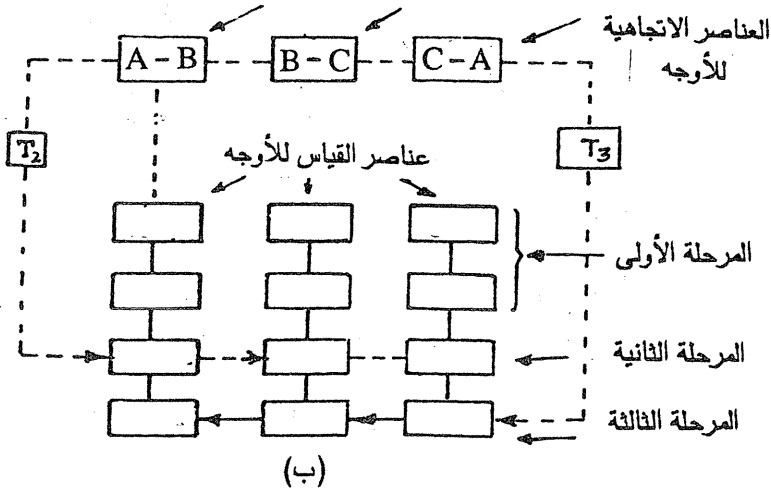 العناصر الاتجاهية
للأوجه
A - B
B - C
C - A
T2
T3
عناصر القياس للأوجه
المرحلة الأولى
المرحلة الثانية
المرحلة الثالثة
(ب)